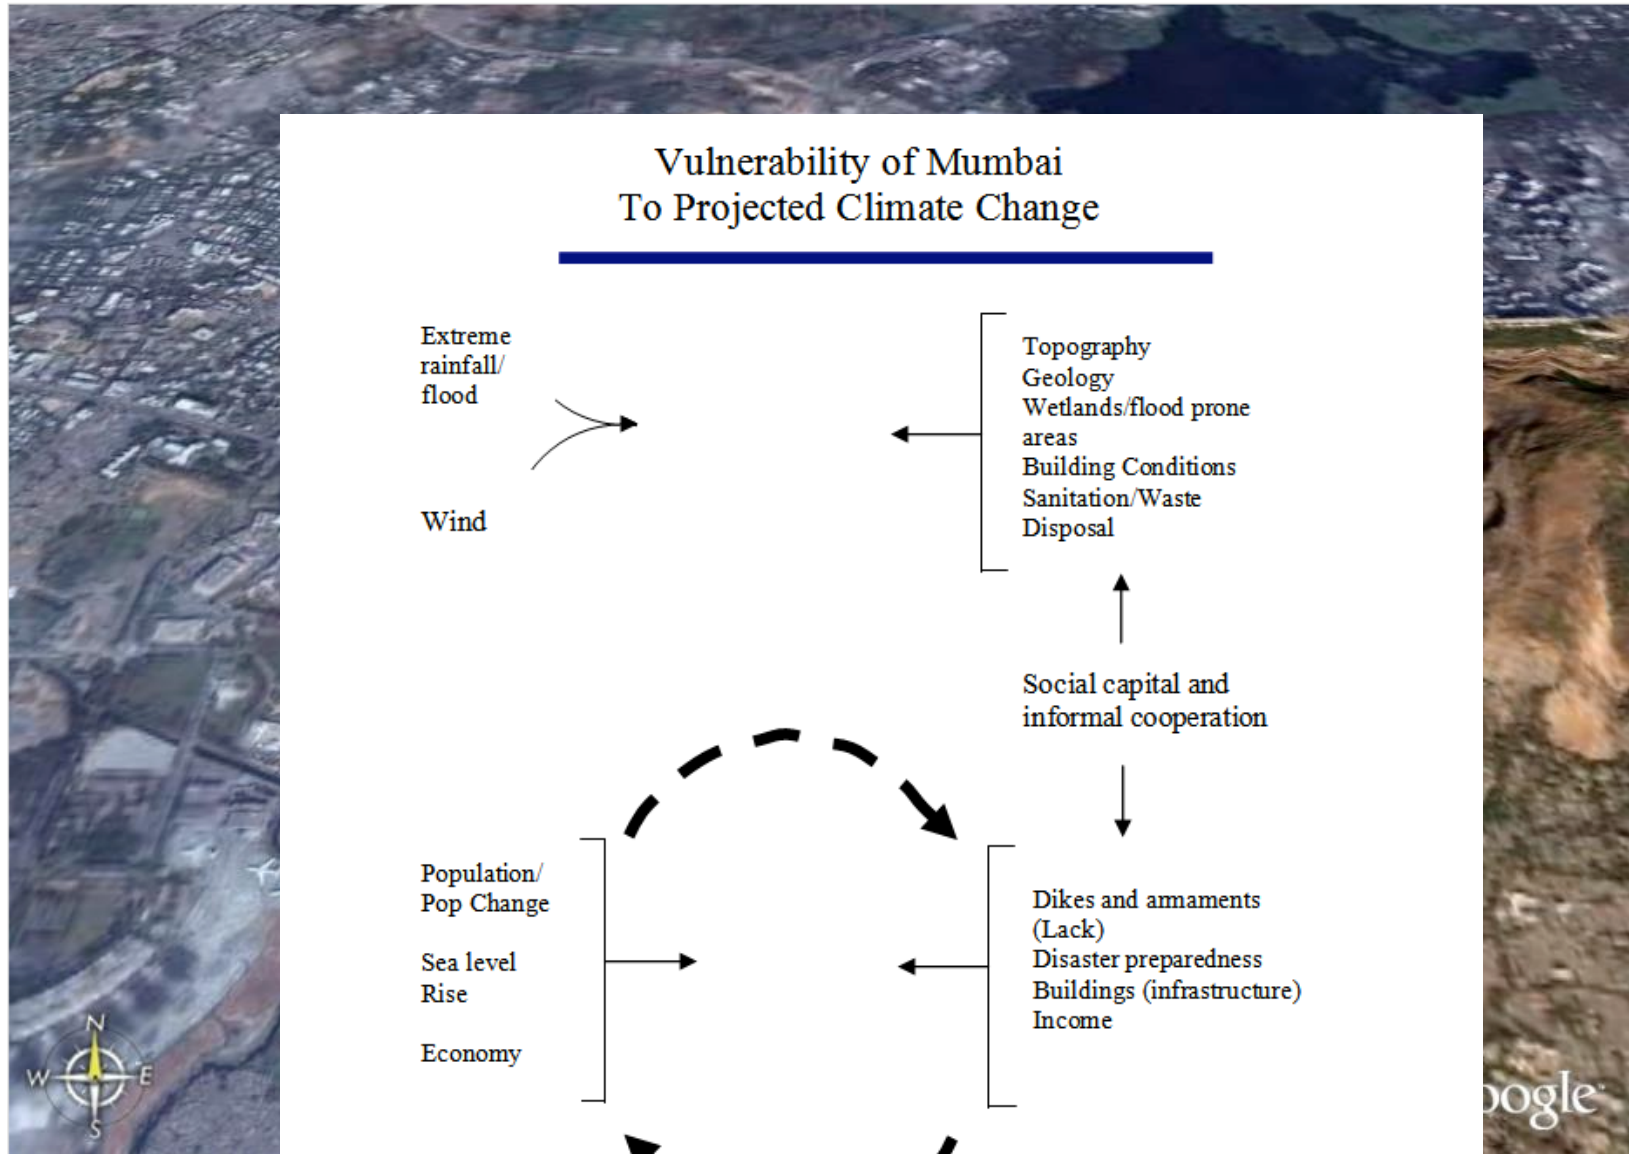 Vulnerability of Mumbai
To Projected Climate Change
Extreme
rainfall/
flood
Wind
Topography
Geology
Wetlands/flood prone
areas
Building Conditions
Sanitation/Waste
Disposal
Social capital and
informal cooperation
Population/
Pop Change
Sea level
Rise
Economy
Dikes and armaments
(Lack)
Disaster preparedness
Buildings (infrastructure)
Income
N
W E
S
oogle